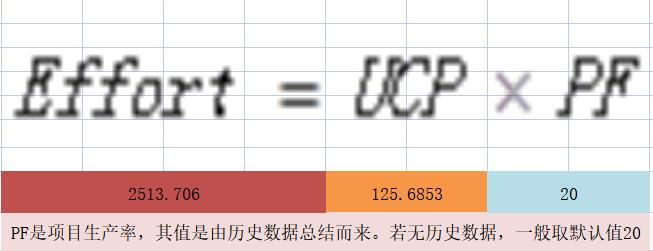 Effort = UCP × PF
2513.706 125.6853 20
PF是项目生产率，其值是由历史数据总结而来。若无历史数据，一般取默认值20